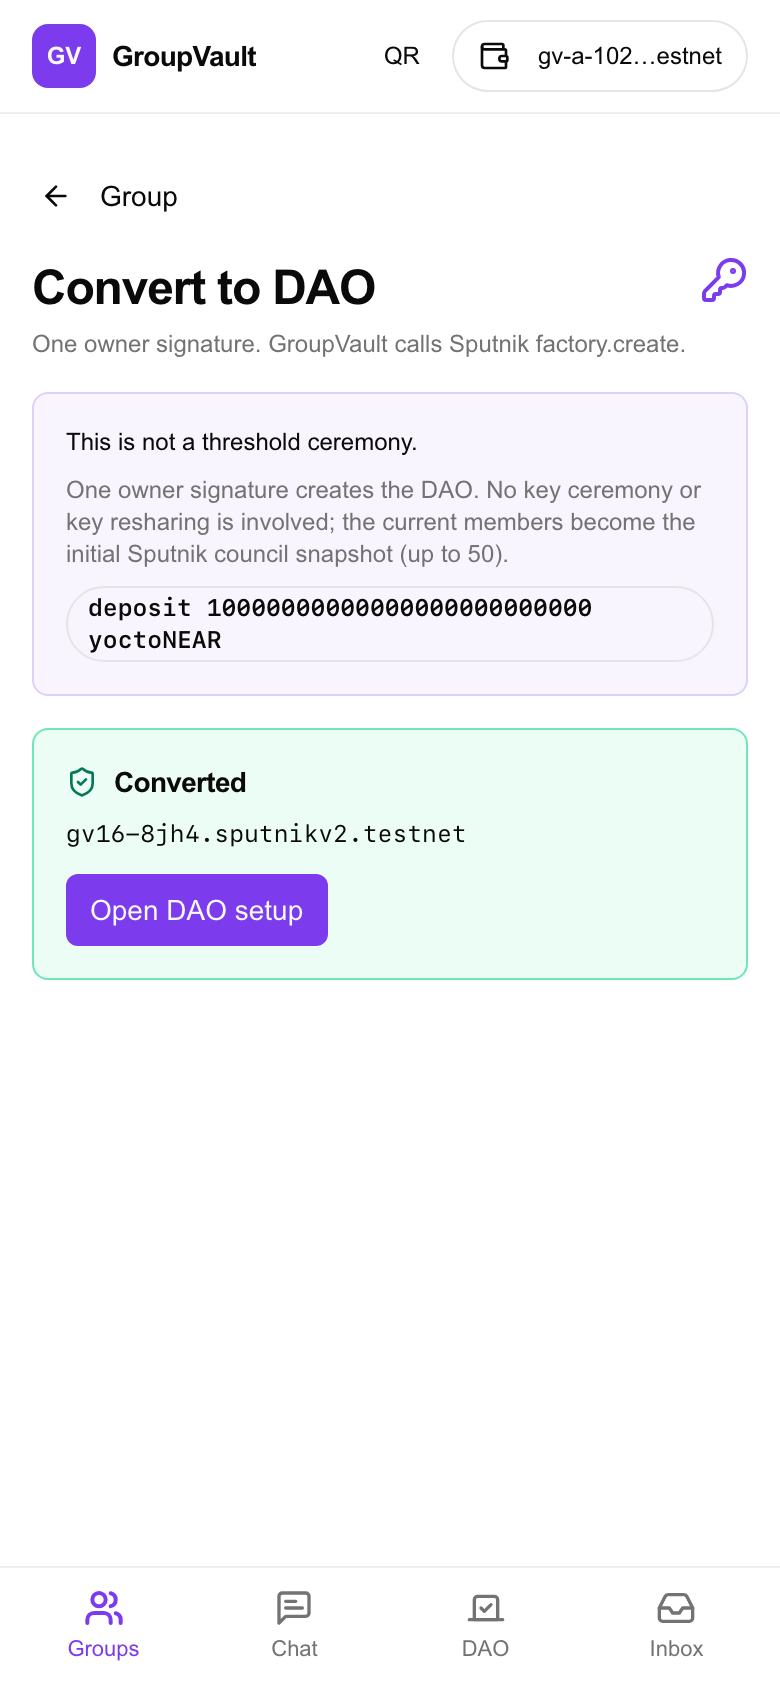 GV
GroupVault
QR
gv-a-102…estnet
Group
Convert to DAO
One owner signature. GroupVault calls Sputnik factory.create.
This is not a threshold ceremony.
One owner signature creates the DAO. No key ceremony or
key resharing is involved; the current members become the
initial Sputnik council snapshot (up to 50).
deposit 10000000000000000000000000
yoctoNEAR
Converted
gv16-8jh4.sputnikv2.testnet
Open DAO setup
Groups
Chat
DAO
Inbox